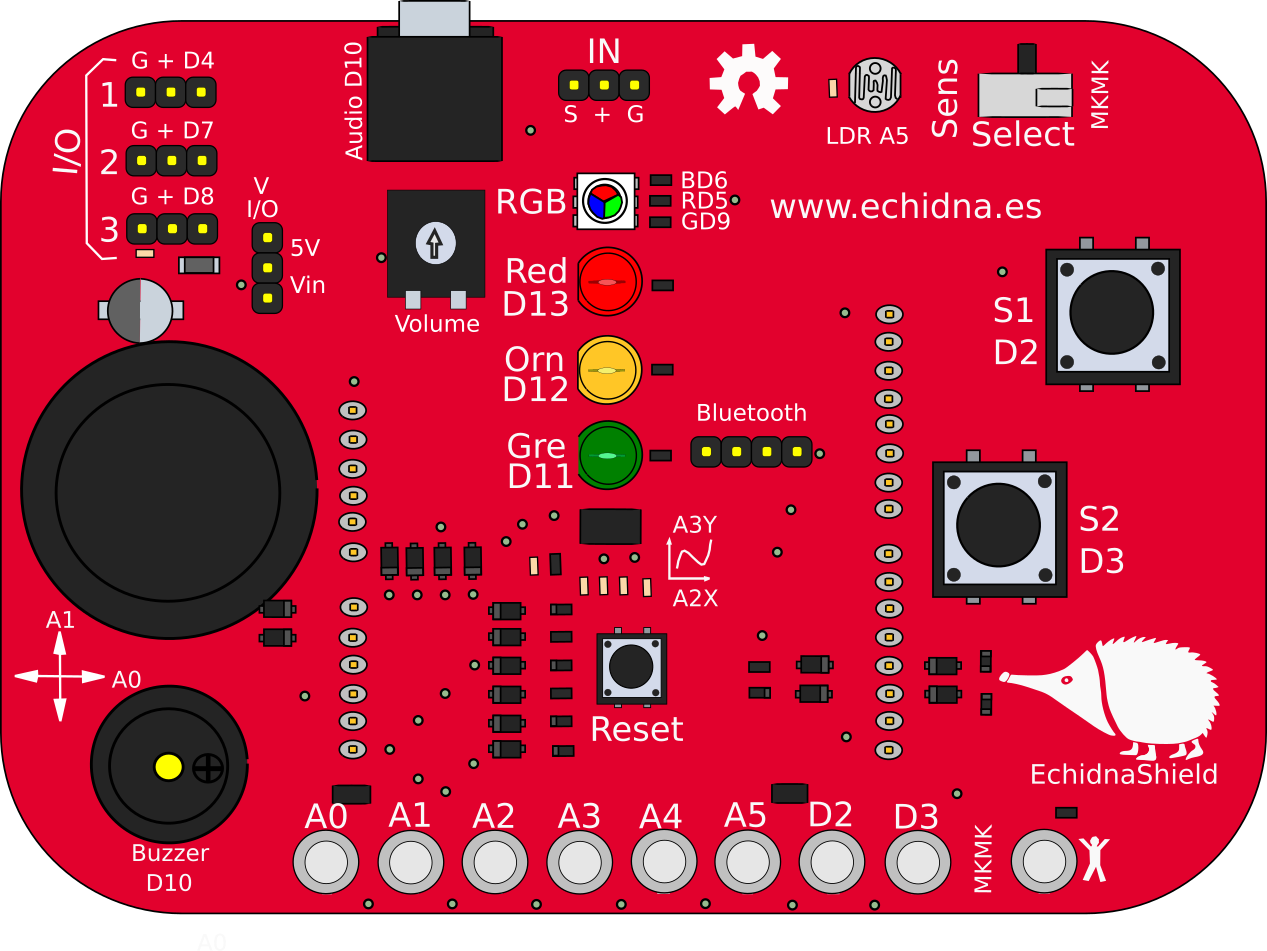 G + D4
1
G + D7
2
I/O
G + D8
3
V
I/O
5V
Vin
Audio D10
Volume
IN
S + G
LDR A5
Sens
Select
MKMK
RGB
BD6
RD5
GD9
www.echidna.es
Red
D13
Orn
D12
Gre
D11
Bluetooth
S1
D2
S2
D3
A3Y
A2X
A1
A0
Reset
EchidnaShield
Buzzer
D10
A0 A1 A2 A3 A4 A5 D2 D3
MKMK
A0